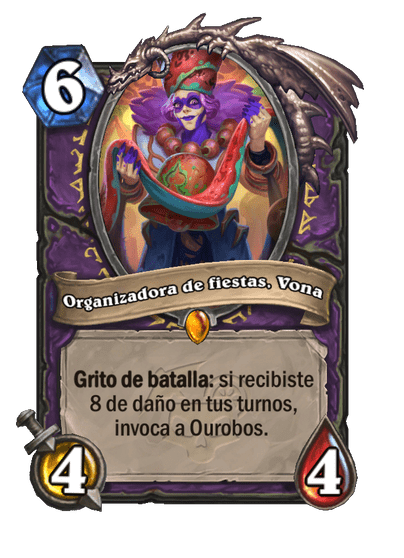 6
Organizadora de fiestas, Vona
Grito de batalla: si recibiste
8 de daño en tus turnos,
invoca a Ourobos.
4
4